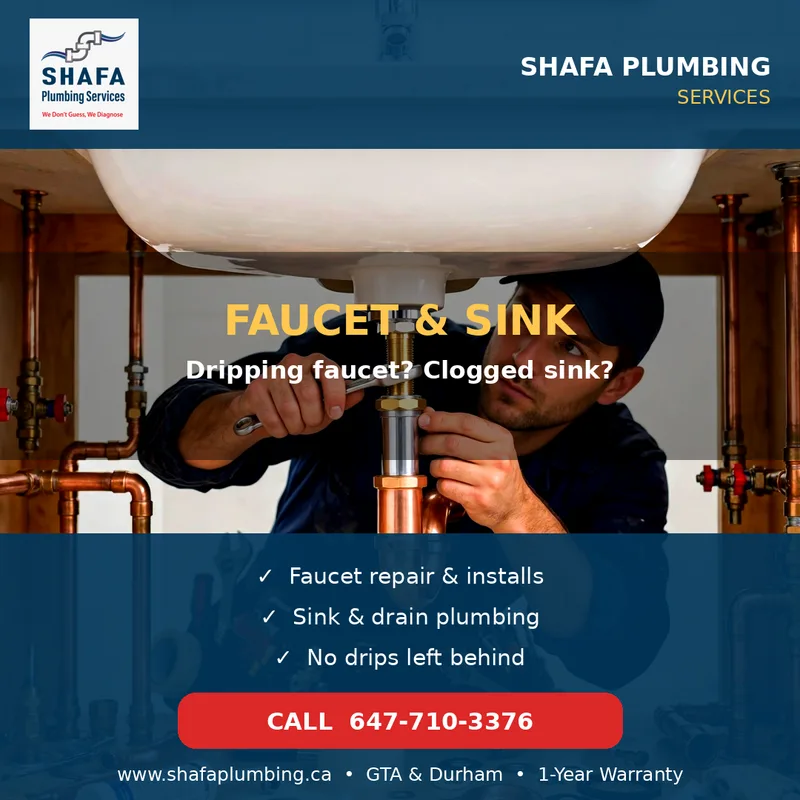 SHAFA
Plumbing Services
We Don't Guess, We Diagnose
SHAFA PLUMBING
SERVICES
FAUCET & SINK
Dripping faucet? Clogged sink?
✓ Faucet repair & installs
✓ Sink & drain plumbing
✓ No drips left behind
CALL 647-710-3376
www.shafaplumbing.ca • GTA & Durham • 1-Year Warranty